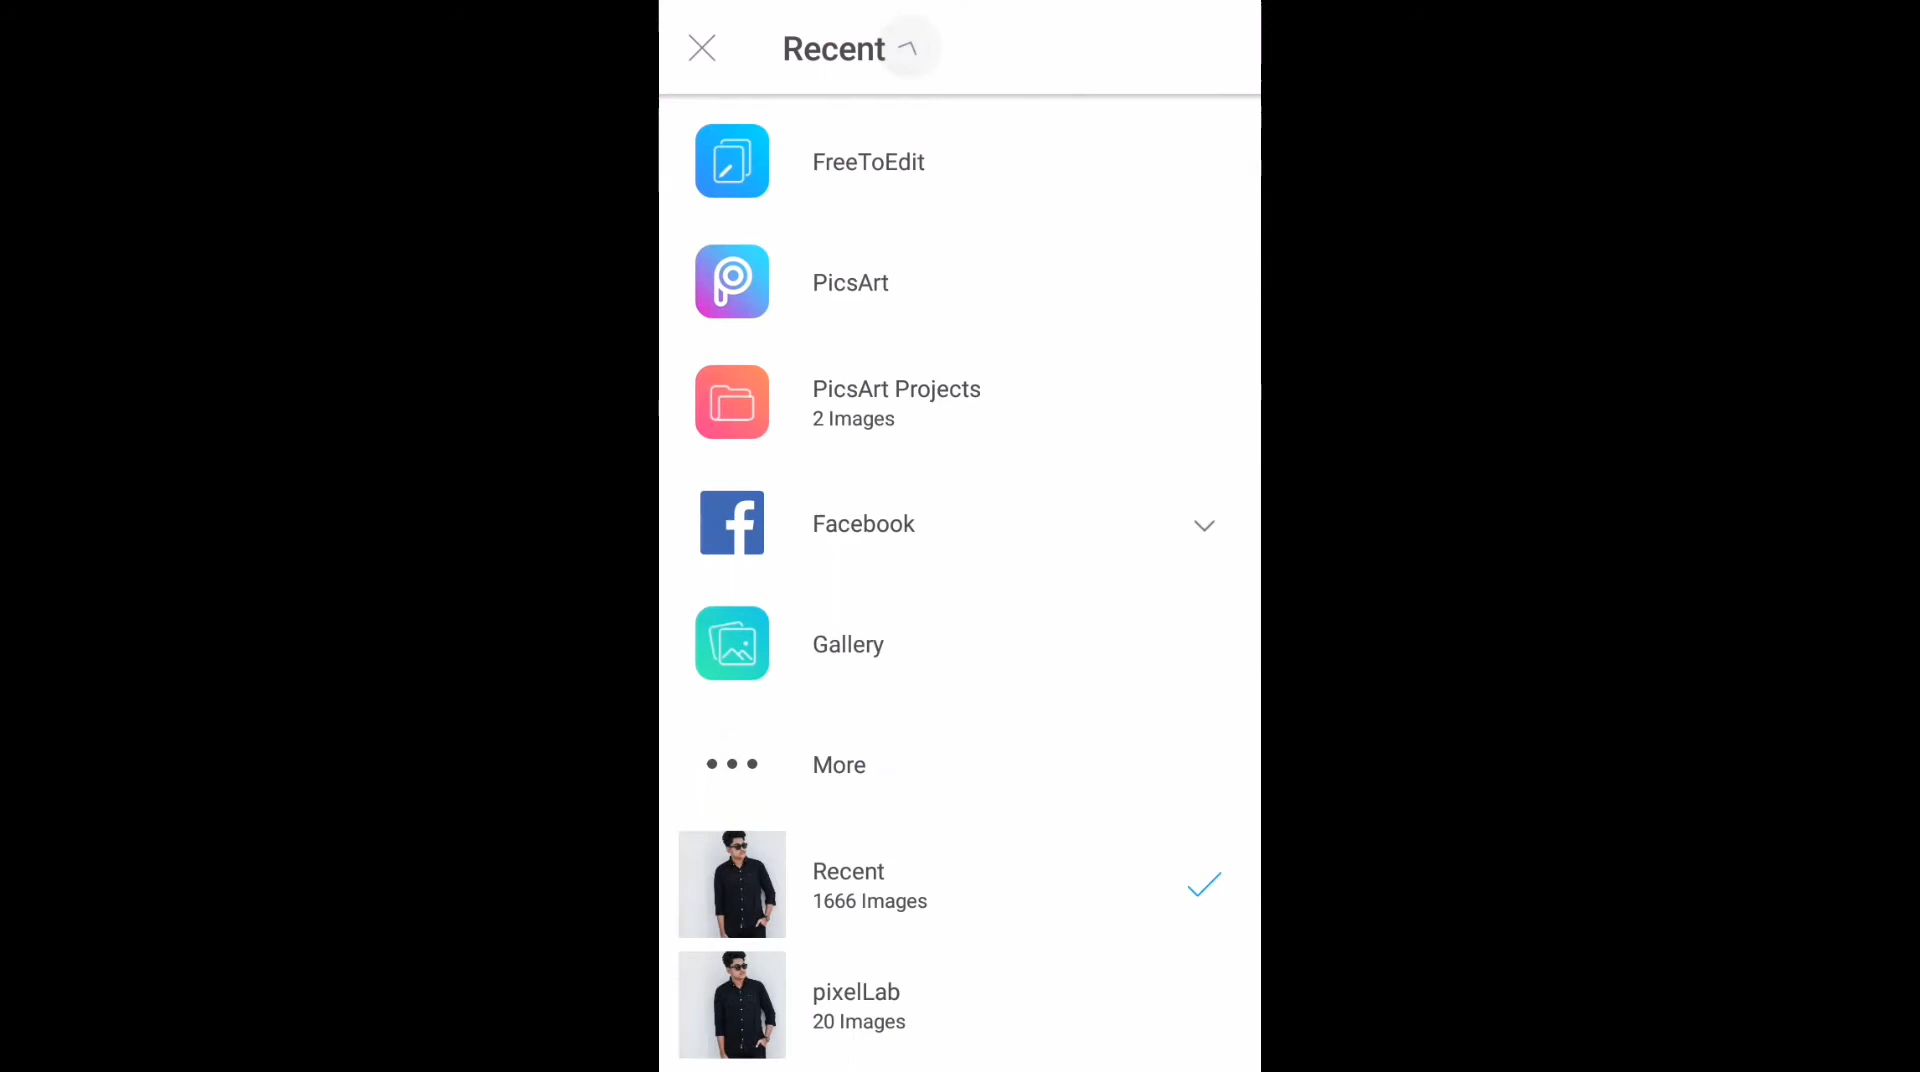 Recent
FreeToEdit
PicsArt
PicsArt Projects
2 Images
Facebook
Gallery
More
Recent
1666 Images
pixelLab
20 Images